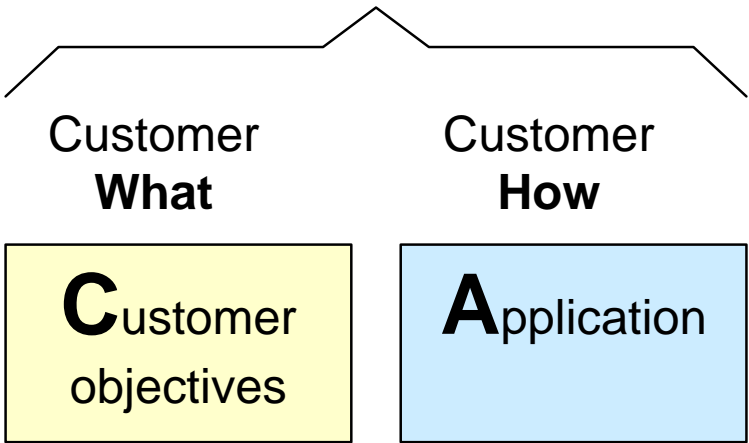 Customer
What
Customer
How
Customer
objectives
Application